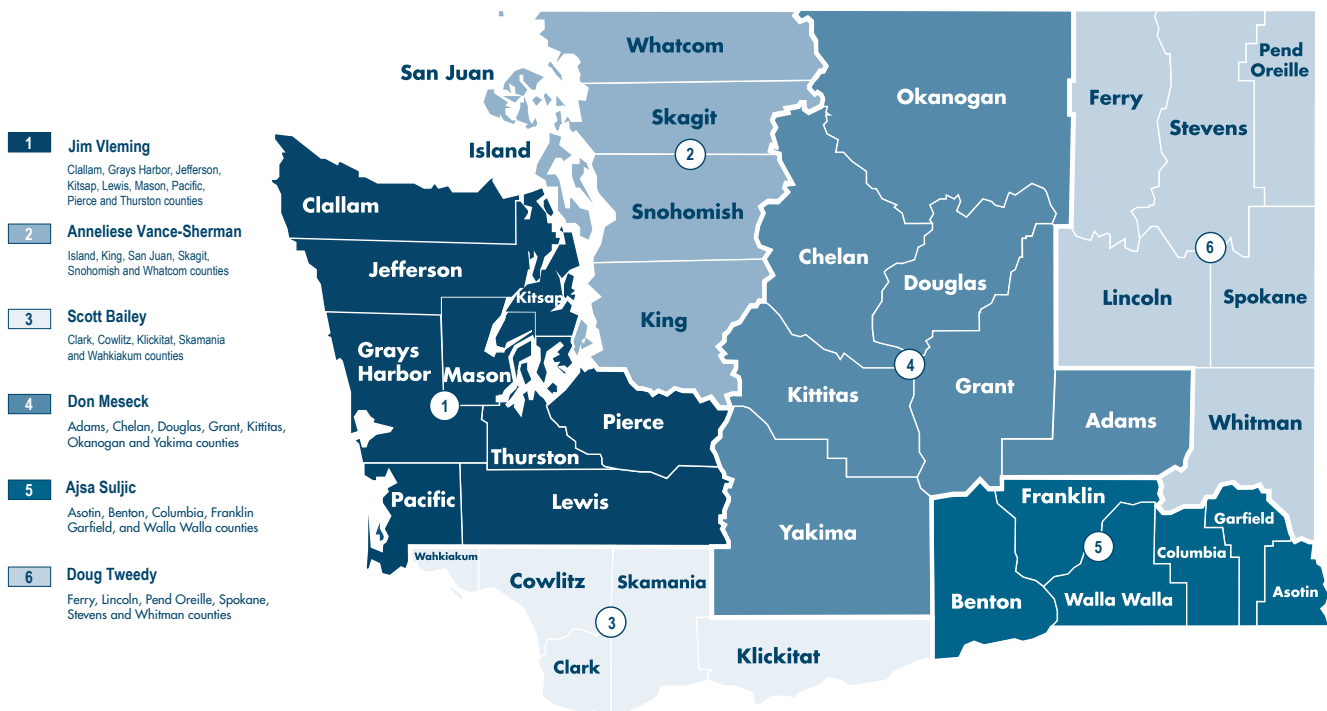 1
Jim Vleming
Clallam, Grays Harbor, Jefferson,
Kitsap, Lewis, Mason, Pacific,
Pierce and Thurston counties
2
Anneliese Vance-Sherman
Island, King, San Juan, Skagit,
Snohomish and Whatcom counties
3
Scott Bailey
Clark, Cowlitz, Klickitat, Skamania
and Wahkiakum counties
4
Don Meseck
Adams, Chelan, Douglas, Grant, Kittitas,
Okanogan and Yakima counties
5
Ajsa Suljic
Asotin, Benton, Columbia, Franklin
Garfield, and Walla Walla counties
6
Doug Tweedy
Ferry, Lincoln, Pend Oreille, Spokane,
Stevens and Whitman counties
Whatcom
San Juan
Skagit
2
Island
Snohomish
King
Clallam
Jefferson
Kitsap
Grays
Harbor
Mason
1
Pierce
Thurston
Pacific
Lewis
Wahkiakum
Cowlitz
Skamania
3
Clark
Klickitat
Okanogan
Chelan
Douglas
4
Kittitas
Grant
Adams
Yakima
Ferry
Stevens
Pend
Oreille
6
Lincoln
Spokane
Whitman
Franklin
5
Benton
Walla Walla
Columbia
Garfield
Asotin